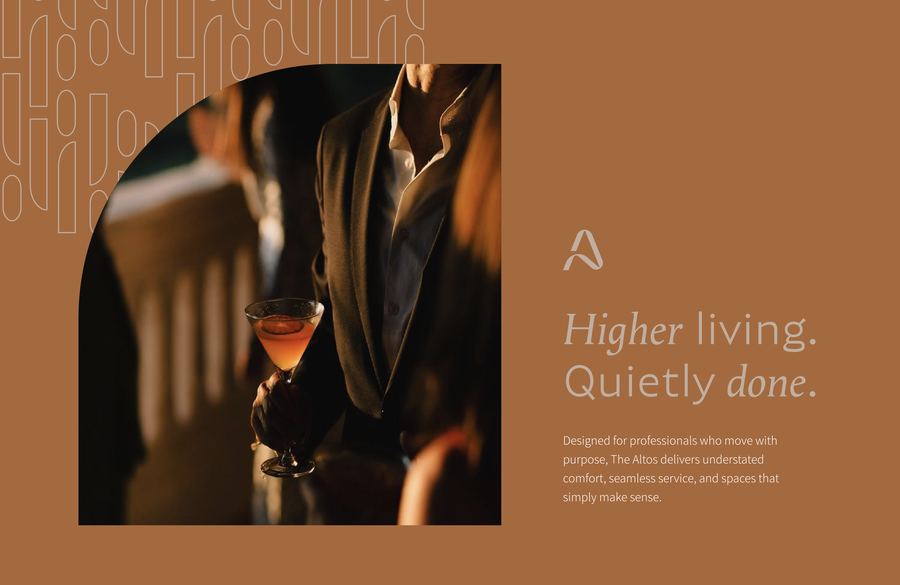 Higher living.
Quietly done.
Designed for professionals who move with
purpose, The Altos delivers understated
comfort, seamless service, and spaces that
simply make sense.